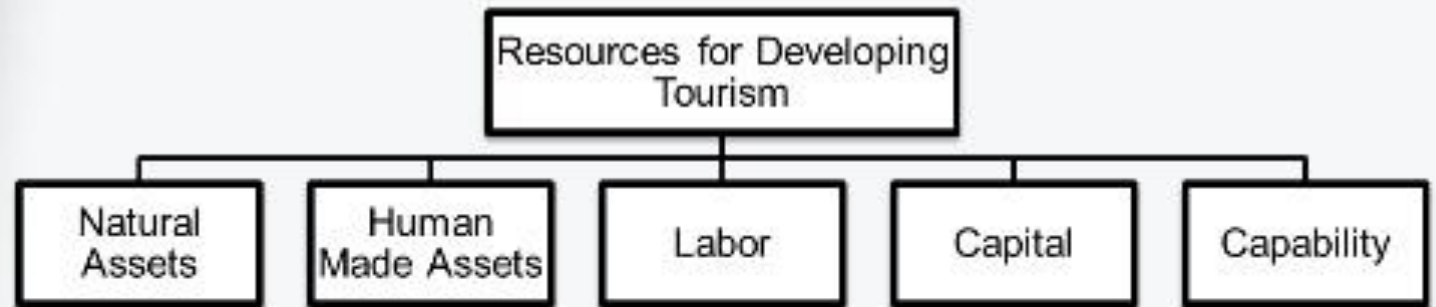 Resources for Developing
Tourism
Natural
Assets
Human
Made Assets
Labor
Capital
Capability